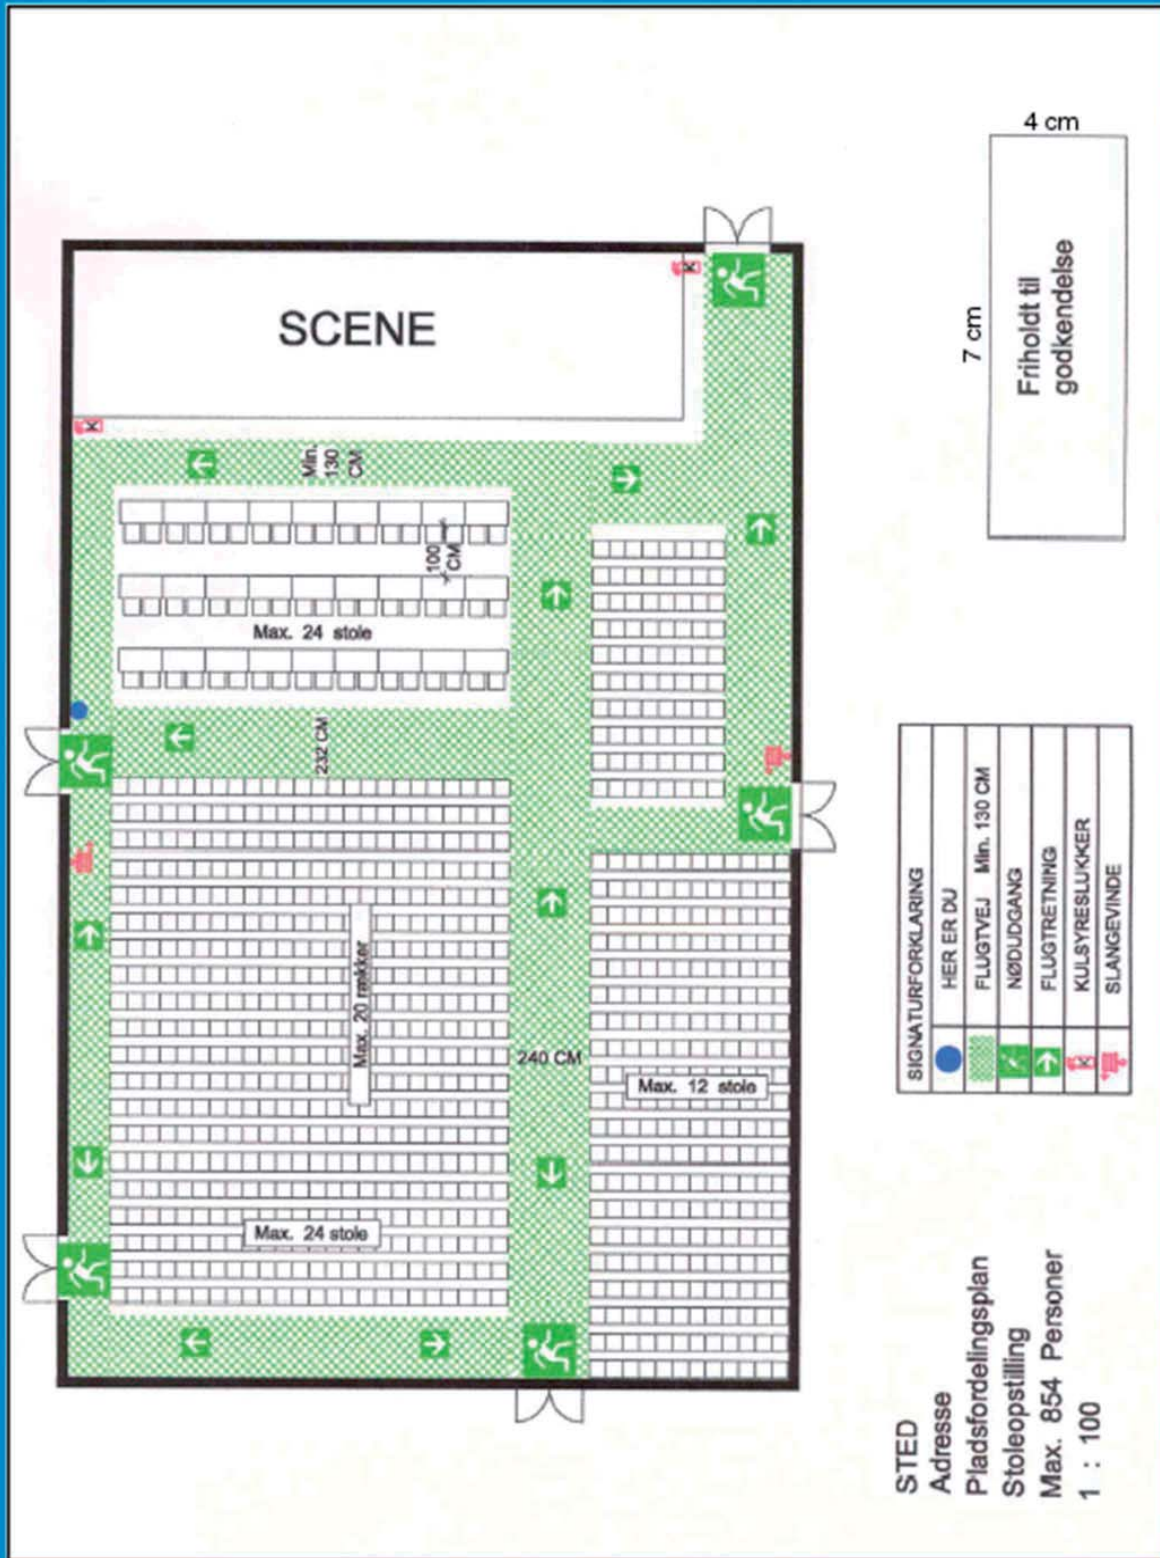 SCENE
Min.
130
CM
100
CM
Max. 24 stole
232 CM
Max. 20 rækker
240 CM
Max. 12 stole
Max. 24 stole
4 cm
7 cm
Friholdt til
godkendelse
SIGNATURFORKLARING
HER ER DU
FLUGTVEJ Min. 130 CM
NØDUDGANG
FLUGTRETNING
K KULSYRESLUKKER
SLANGEVINDE
K
K
STED
Adresse
Pladsfordelingsplan
Stoleopstilling
Max. 854 Personer
1 : 100